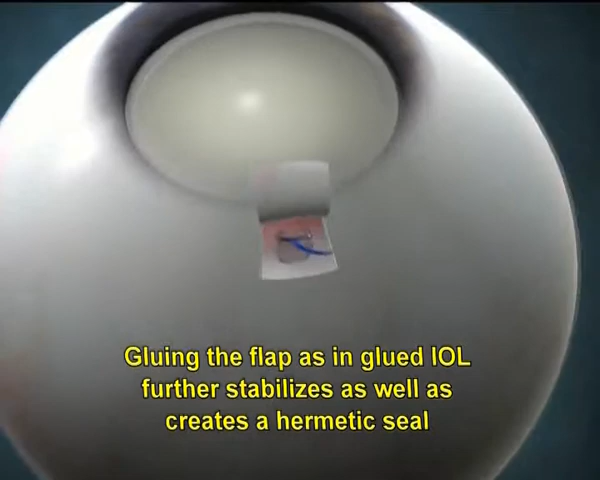 Gluing the flap as in glued IOL
further stabilizes as well as
creates a hermetic seal